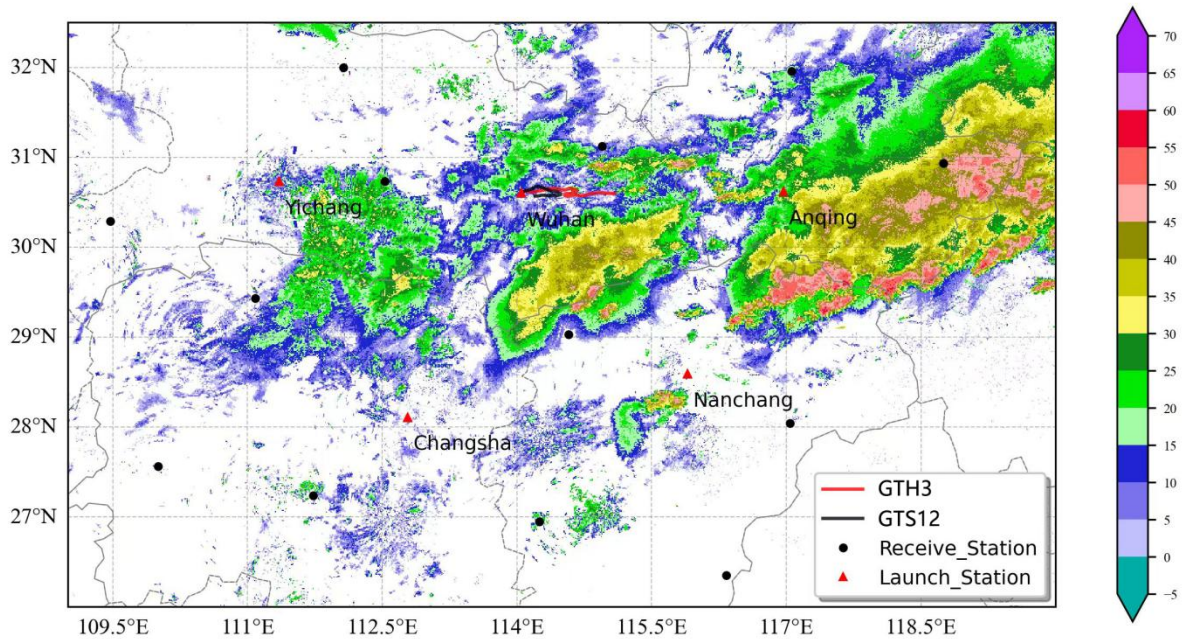 32°N
31°N
30°N
29°N
28°N
27°N
109.5°E 111°E 112.5°E 114°E 115.5°E 117°E 118.5°E
Yichang
Wuhan
Anqing
Nanchang
Changsha
GTH3
GTS12
Receive_Station
Launch_Station
70
65
60
55
50
45
40
35
30
25
20
15
10
5
0
−5